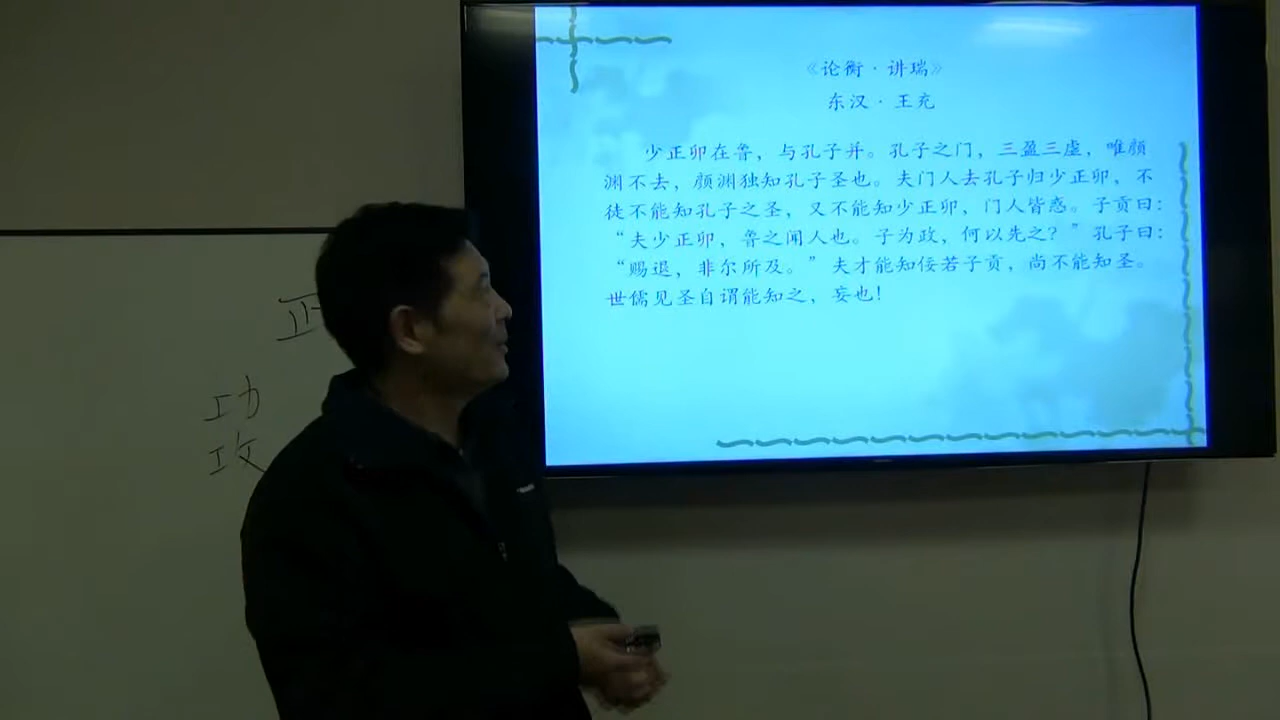 《论衡·讲瑞》
东汉·王充
少正卯在鲁，与孔子并。孔子之门，三盈三虚，唯颜
渊不去，颜渊独知孔子圣也。夫门人去孔子归少正卯，不
徒不能知孔子之圣，又不能知少正卯，门人皆惑。子贡曰：
“夫少正卯，鲁之闻人也。子为政，何以先之？”孔子曰：
“赐退，非尔所及。”夫才能知佞若子贡，尚不能知圣。
世儒见圣自谓能知之，妄也！
功
攻